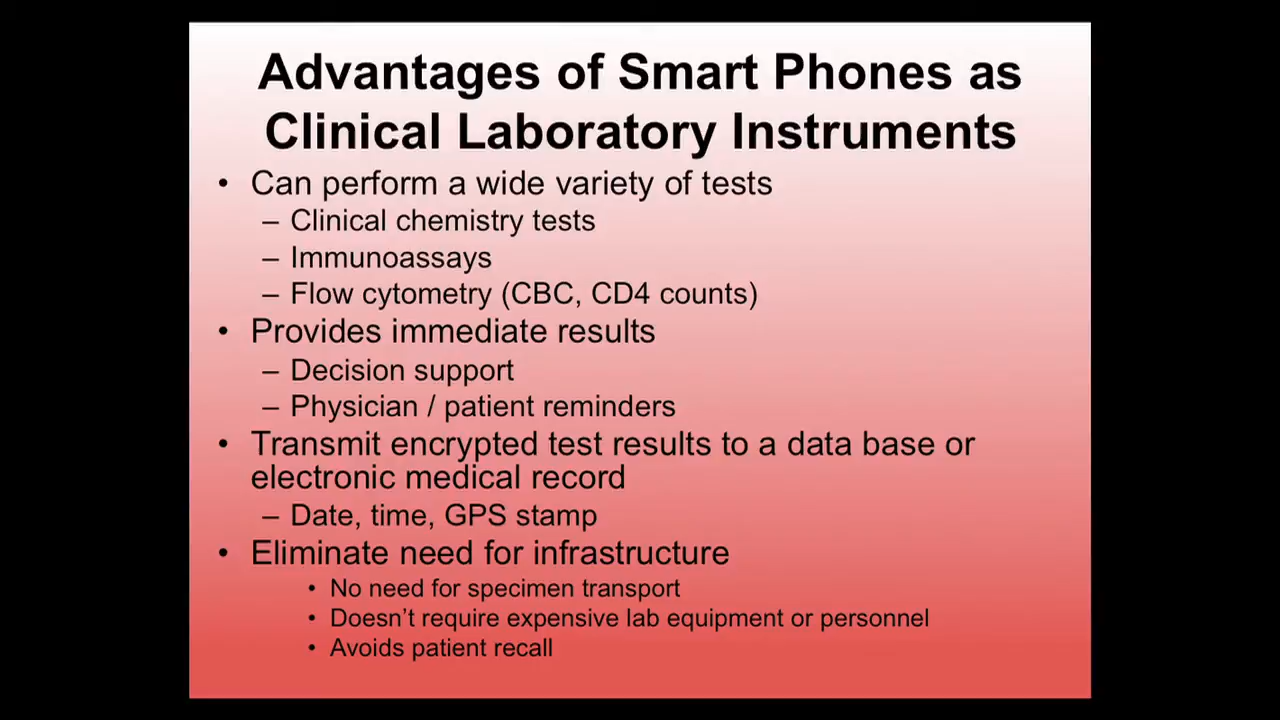 Advantages of Smart Phones as
Clinical Laboratory Instruments
• Can perform a wide variety of tests
– Clinical chemistry tests
– Immunoassays
– Flow cytometry (CBC, CD4 counts)
• Provides immediate results
– Decision support
– Physician / patient reminders
• Transmit encrypted test results to a data base or
electronic medical record
– Date, time, GPS stamp
• Eliminate need for infrastructure
• No need for specimen transport
• Doesn’t require expensive lab equipment or personnel
• Avoids patient recall